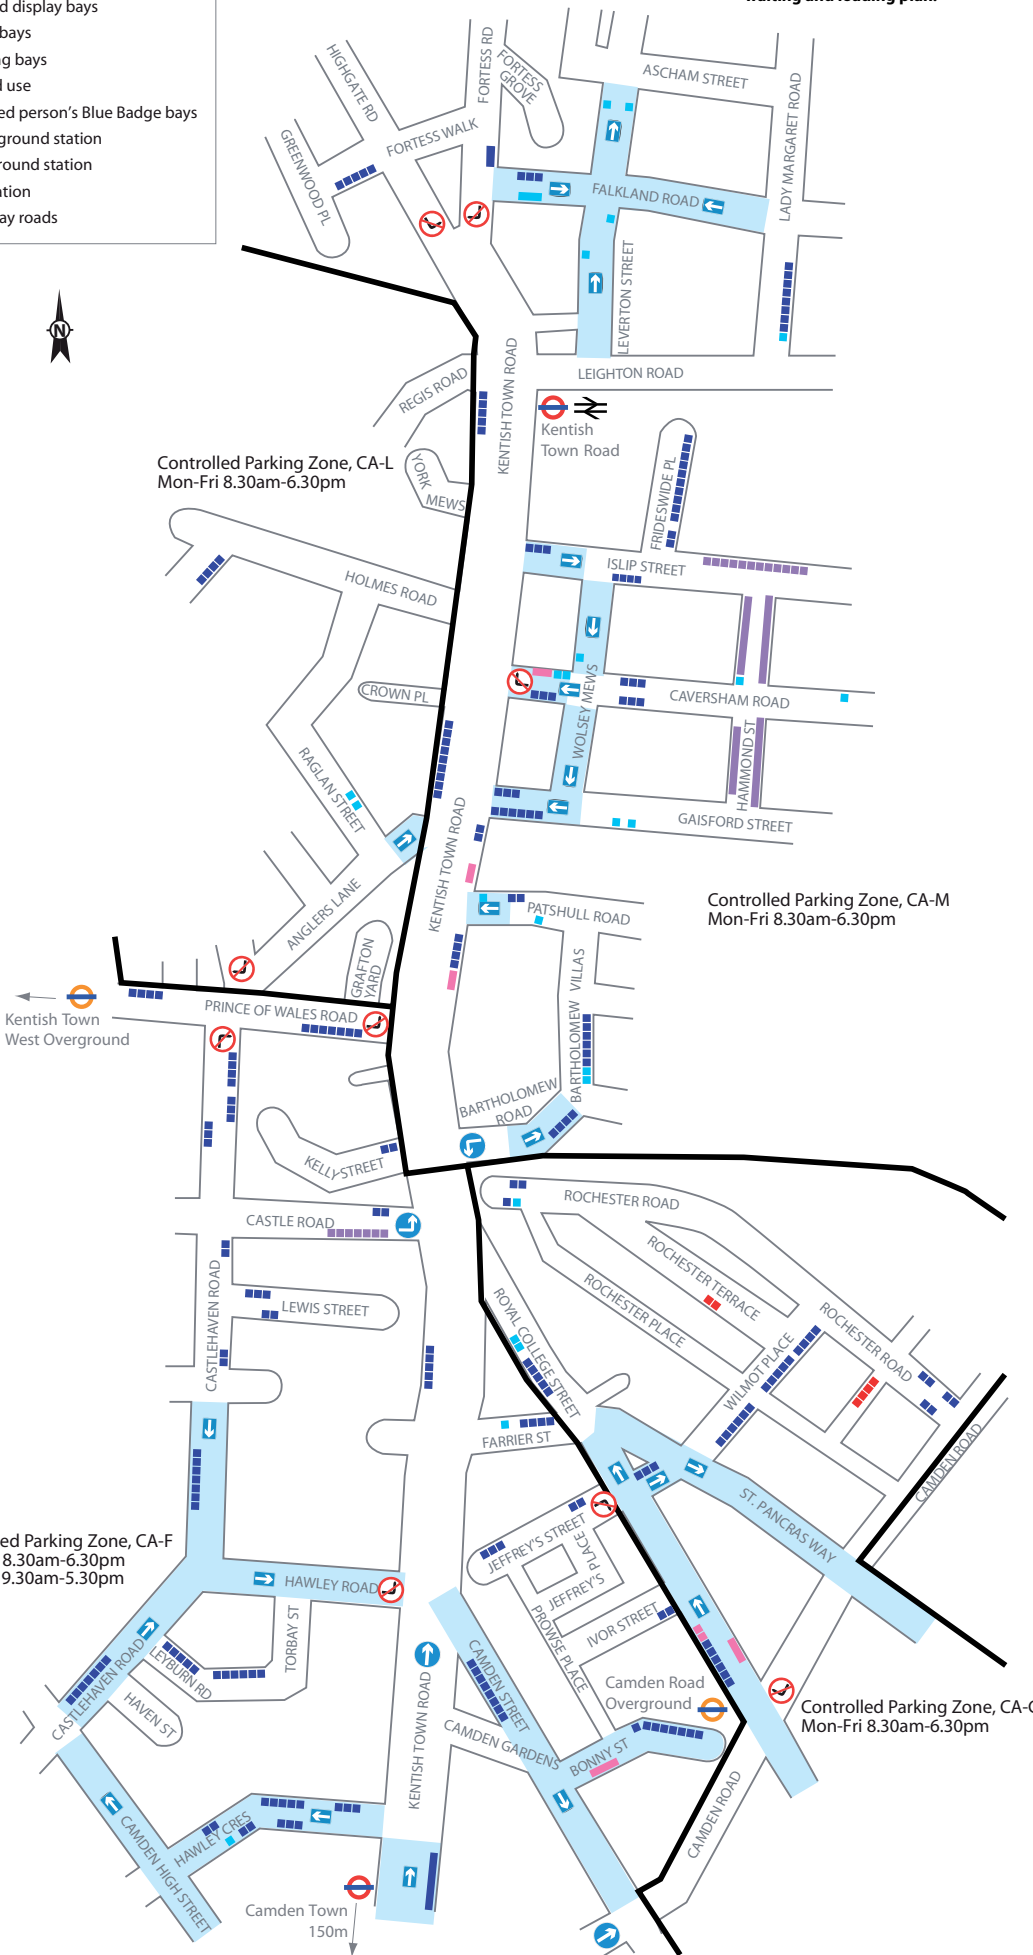 d display bays
bays
g bays
d use
ed person's Blue Badge bays
ground station
round station
ation
ay roads
waiting and loading plan.
HIGHGATE RD
FORTESS RD
FORTESS
GROVE
ASCHAM STREET
LADY MARGARET ROAD
GREENWOOD PL
FORTESS WALK
FALKLAND ROAD
LEVERTON STREET
N
KENTISH TOWN ROAD
LEIGHTON ROAD
REGIS ROAD
Kentish
Town Road
Controlled Parking Zone, CA-L
Mon-Fri 8.30am-6.30pm
YORK
MEWS
FRIDESWIDE PL
ISLIP STREET
HOLMES ROAD
WOLSEY MEWS
CAVERSHAM ROAD
CROWN PL
HAMMOND ST
RAGLAN STREET
GAISFORD STREET
KENTISH TOWN ROAD
ANGLERS LANE
PATSHULL ROAD
Controlled Parking Zone, CA-M
Mon-Fri 8.30am-6.30pm
GRAFTON
YARD
BARTHOLOMEW VILLAS
PRINCE OF WALES ROAD
Kentish Town
West Overground
BARTHOLOMEW
ROAD
KELLY STREET
ROCHESTER ROAD
CASTLE ROAD
ROCHESTER TERRACE
ROCHESTER PLACE
CASTLEHAVEN ROAD
LEWIS STREET
ROYAL COLLEGE STREET
ROCHESTER ROAD
WILMOT PLACE
FARRIER ST
CAMDEN ROAD
ST. PANCRAS WAY
ed Parking Zone, CA-F
8.30am-6.30pm
9.30am-5.30pm
JEFFREY'S STREET
JEFFREY'S
PLACE
HAWLEY ROAD
TORBAY ST
IVOR STREET
PROWSE PLACE
CASTLEHAVEN ROAD
LEYBURN RD
HAVEN ST
CAMDEN STREET
Camden Road
Overground
Controlled Parking Zone, CA-
Mon-Fri 8.30am-6.30pm
KENTISH TOWN ROAD
CAMDEN GARDENS
BONNY ST
CAMDEN ROAD
HAWLEY CRES
CAMDEN HIGH STREET
Camden Town
150m